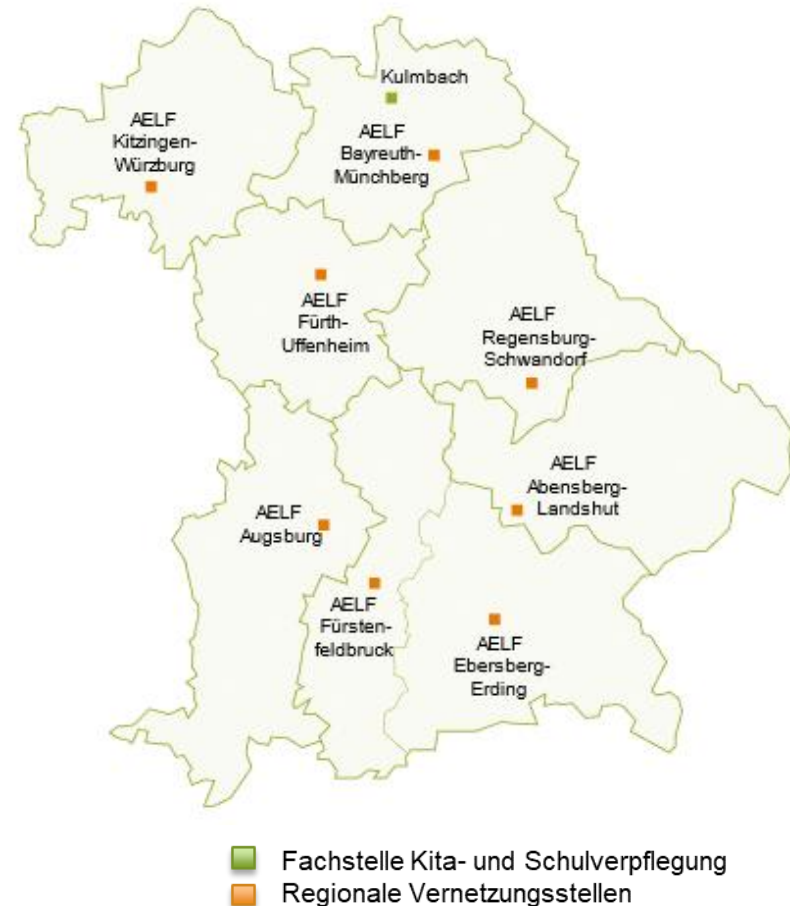 Kulmbach
AELF
Kitzingen-
Würzburg
AELF
Bayreuth-
Münchberg
AELF
Fürth-
Uffenheim
AELF
Regensburg-
Schwandorf
AELF
Abensberg-
Landshut
AELF
Augsburg
AELF
Fürsten-
feldbruck
AELF
Ebersberg-
Erding
Fachstelle Kita- und Schulverpflegung
Regionale Vernetzungsstellen